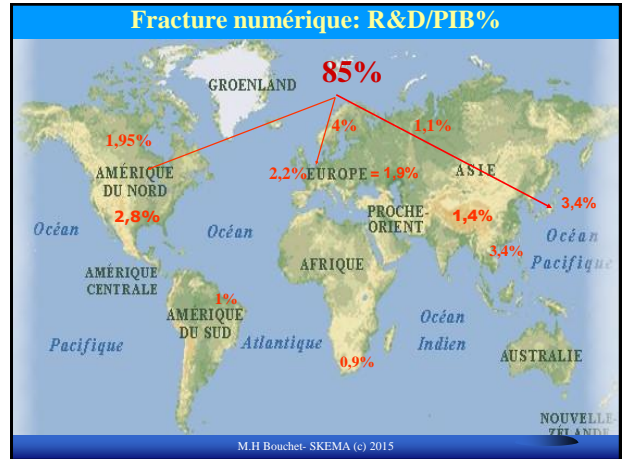 Fracture numérique: R&D/PIB%
85%
GROENLAND
1,95%
4%
1,1%
AMÉRIQUE
DU NORD
2,2% EUROPE = 1,9%
ASIE
2,8%
PROCHE-
ORIENT
1,4%
3,4%
Océan
Océan
Océan
Pacifique
3,4%
AFRIQUE
AMÉRIQUE
CENTRALE
1%
AMÉRIQUE
DU SUD
Pacifique
Atlantique
Océan
Indien
0,9%
AUSTRALIE
NOUVELLE-
ZÉLANDE
M.H Bouchet- SKEMA (c) 2015